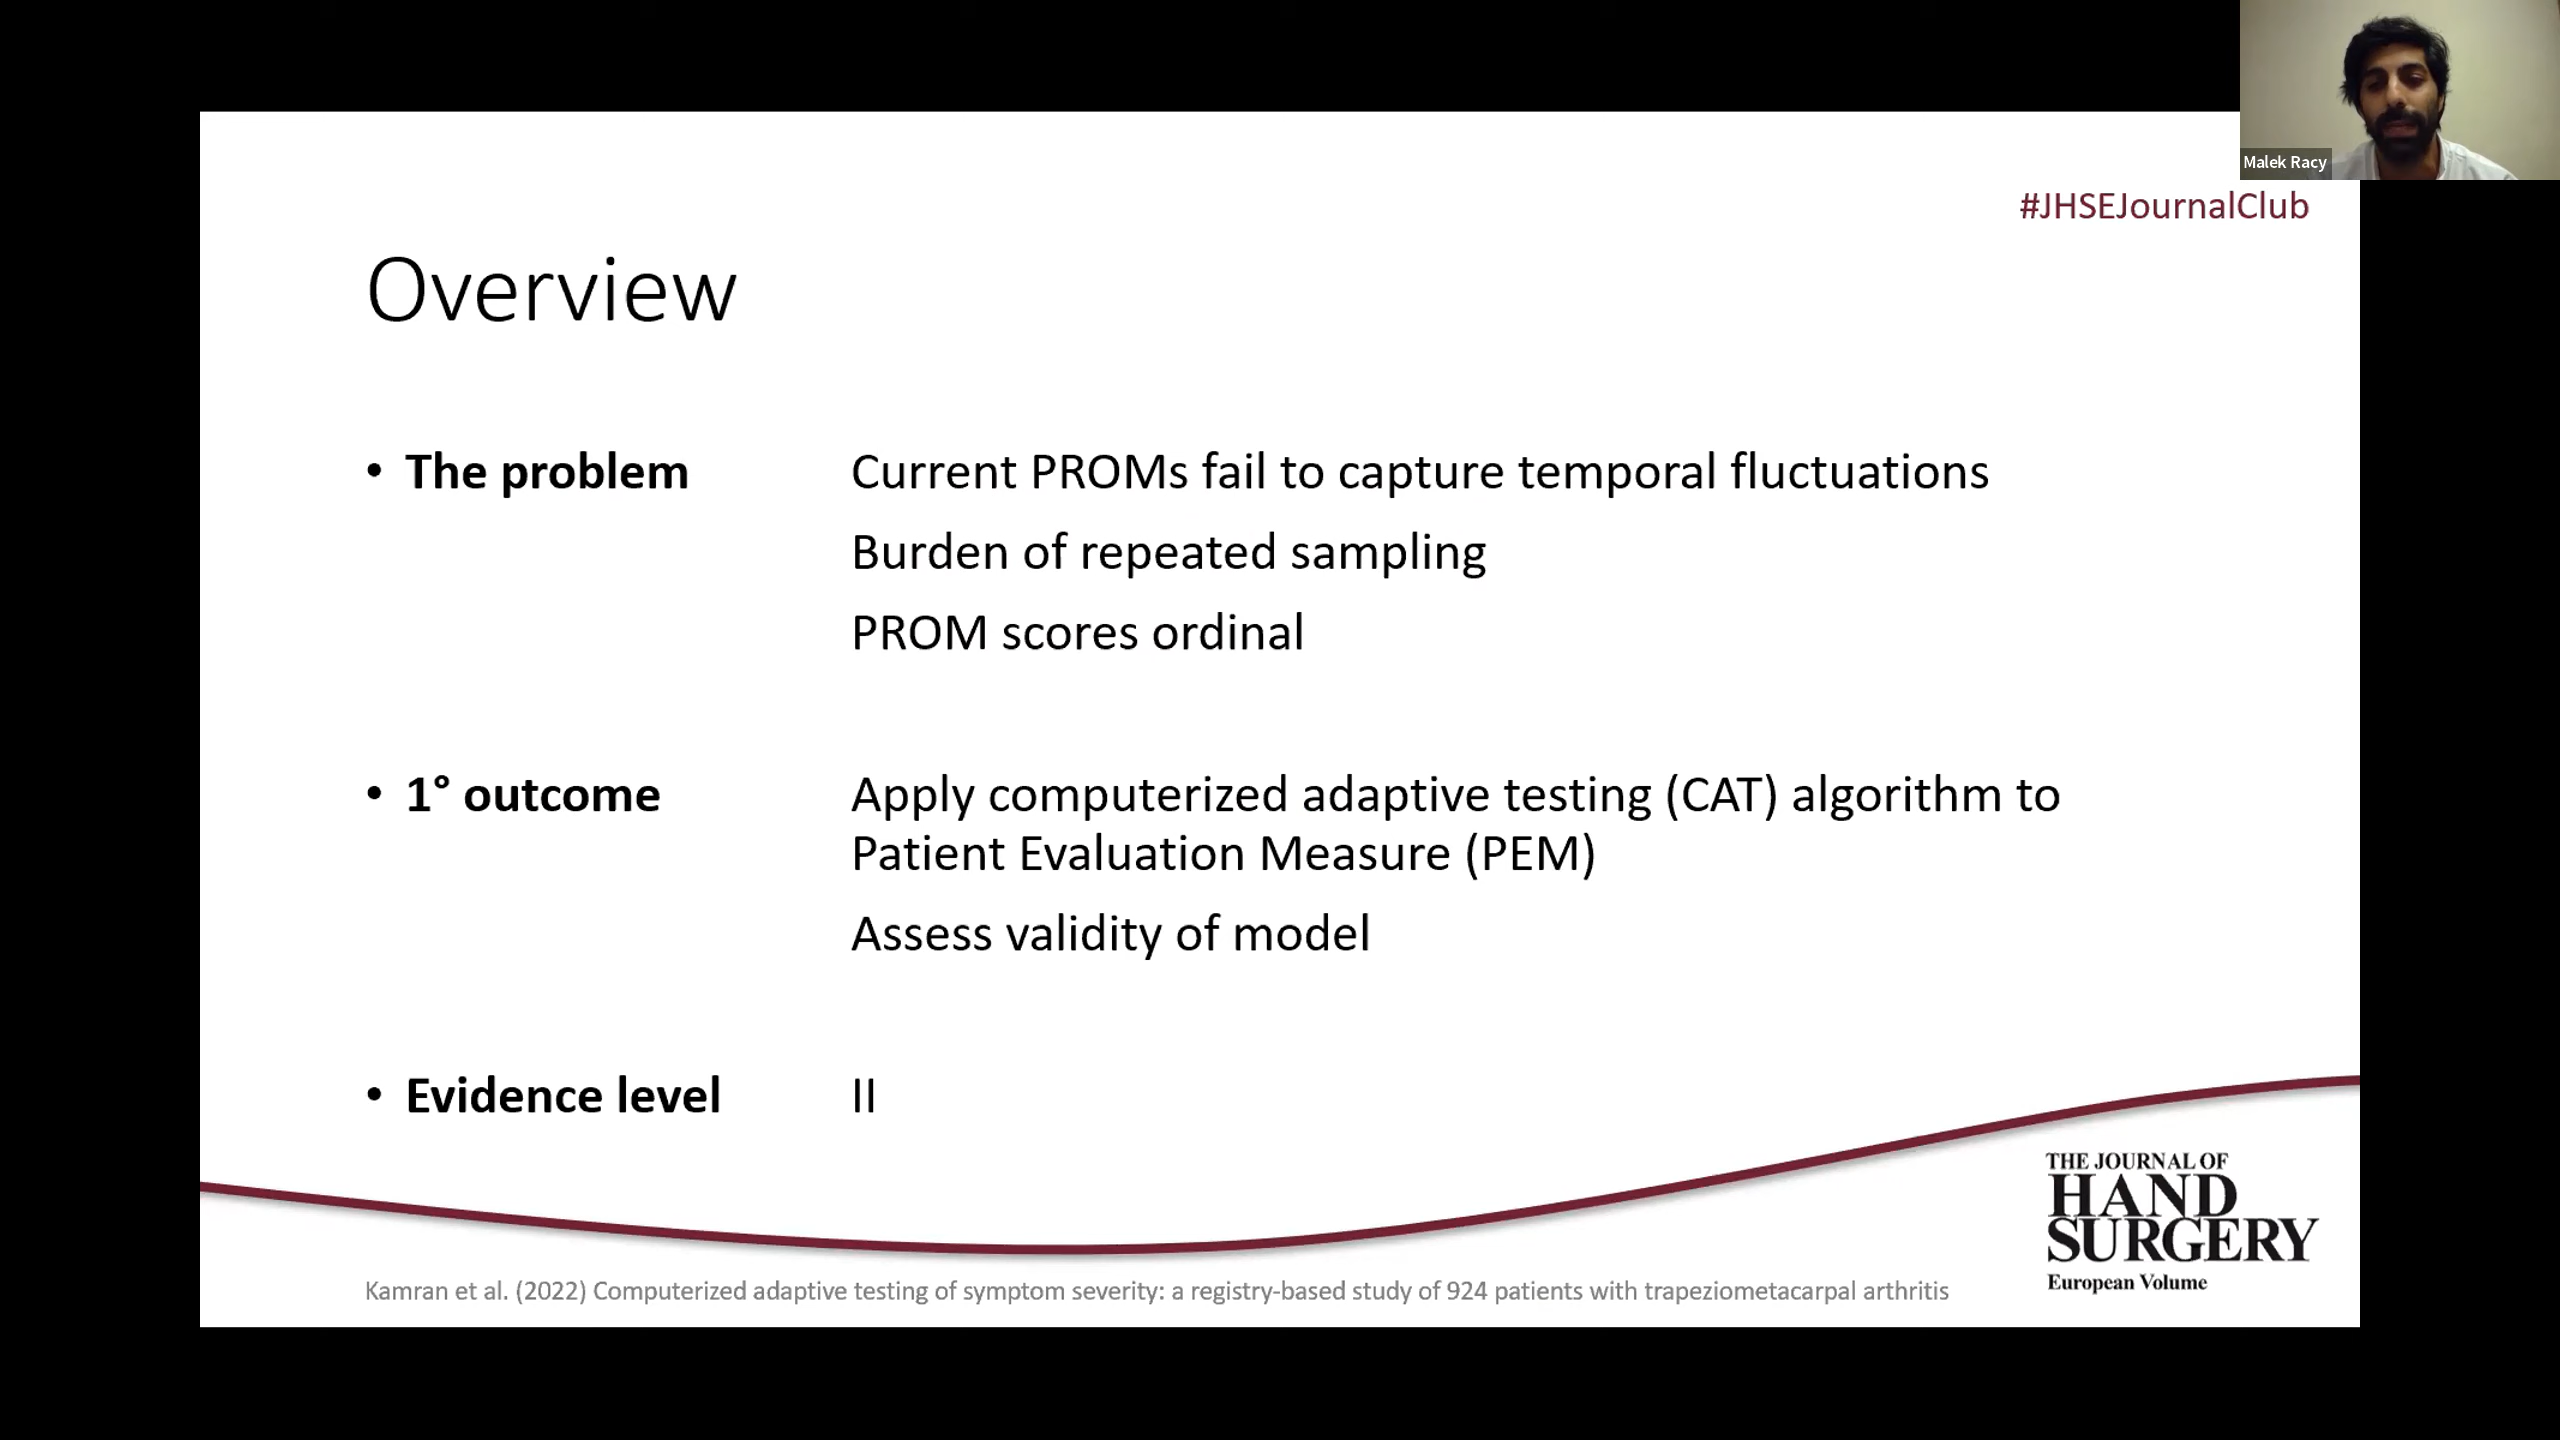 Malek Racy
#JHSEJournalClub
Overview
• The problem
Current PROMs fail to capture temporal fluctuations
Burden of repeated sampling
PROM scores ordinal
• 1° outcome
Apply computerized adaptive testing (CAT) algorithm to
Patient Evaluation Measure (PEM)
Assess validity of model
• Evidence level
II
THE JOURNAL OF
HAND
SURGERY
European Volume
Kamran et al. (2022) Computerized adaptive testing of symptom severity: a registry-based study of 924 patients with trapeziometacarpal arthritis